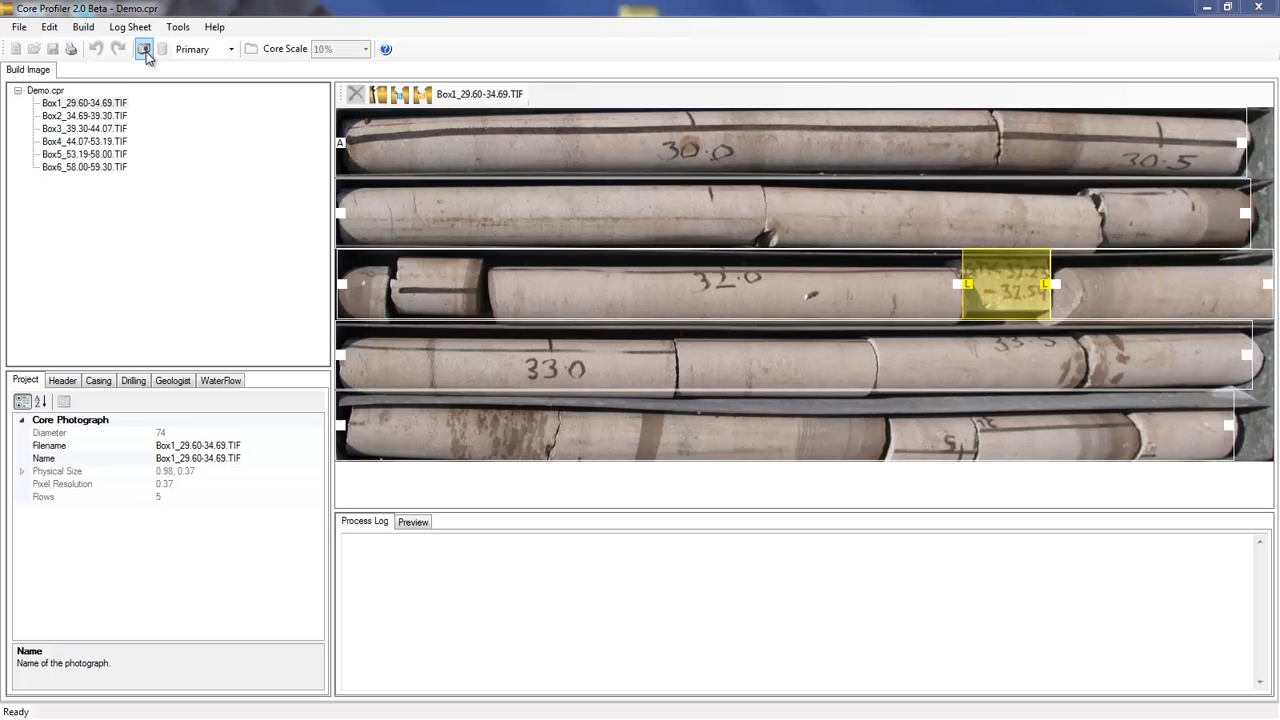 Core Profiler 2.0 Beta - Demo.cpr
File Edit Build Log Sheet Tools Help
Primary Core Scale 10%
Build Image
Demo.cpr
Box1_29.60-34.69.TIF
Box2_34.69-39.30.TIF
Box3_39.30-44.07.TIF
Box4_44.07-53.19.TIF
Box5_53.19-58.00.TIF
Box6_58.00-59.30.TIF
Box1_29.60-34.69.TIF
A
30.0
30.5
32.0
L L
- 32.54
33.0
33.5
Project Header Casing Drilling Geologist WaterFlow
Core Photograph
Diameter 74
Filename Box1_29.60-34.69.TIF
Name Box1_29.60-34.69.TIF
Physical Size 0.98, 0.37
Pixel Resolution 0.37
Rows 5
Name
Name of the photograph.
Process Log Preview
Ready